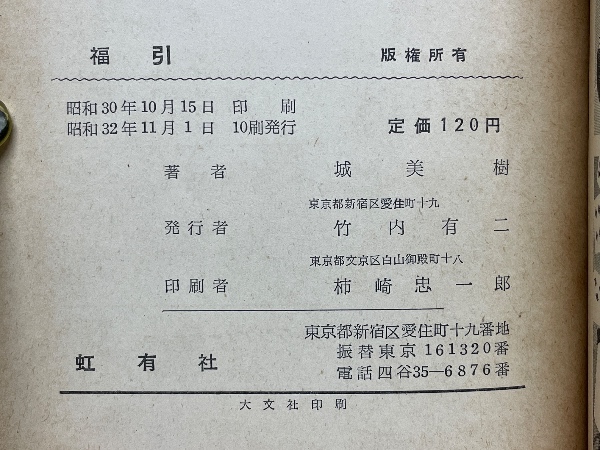 福引 版権所有
昭和30年10月15日 印刷
昭和32年11月1日 10刷発行
定価120円
著者 城美樹
東京都新宿区愛住町十九
発行者 竹内有二
東京都文京区白山御殿町十八
印刷者 柿崎忠一郎
虹有社
東京都新宿区愛住町十九番地
振替東京161320番
電話四谷35—6876番
大文社印刷